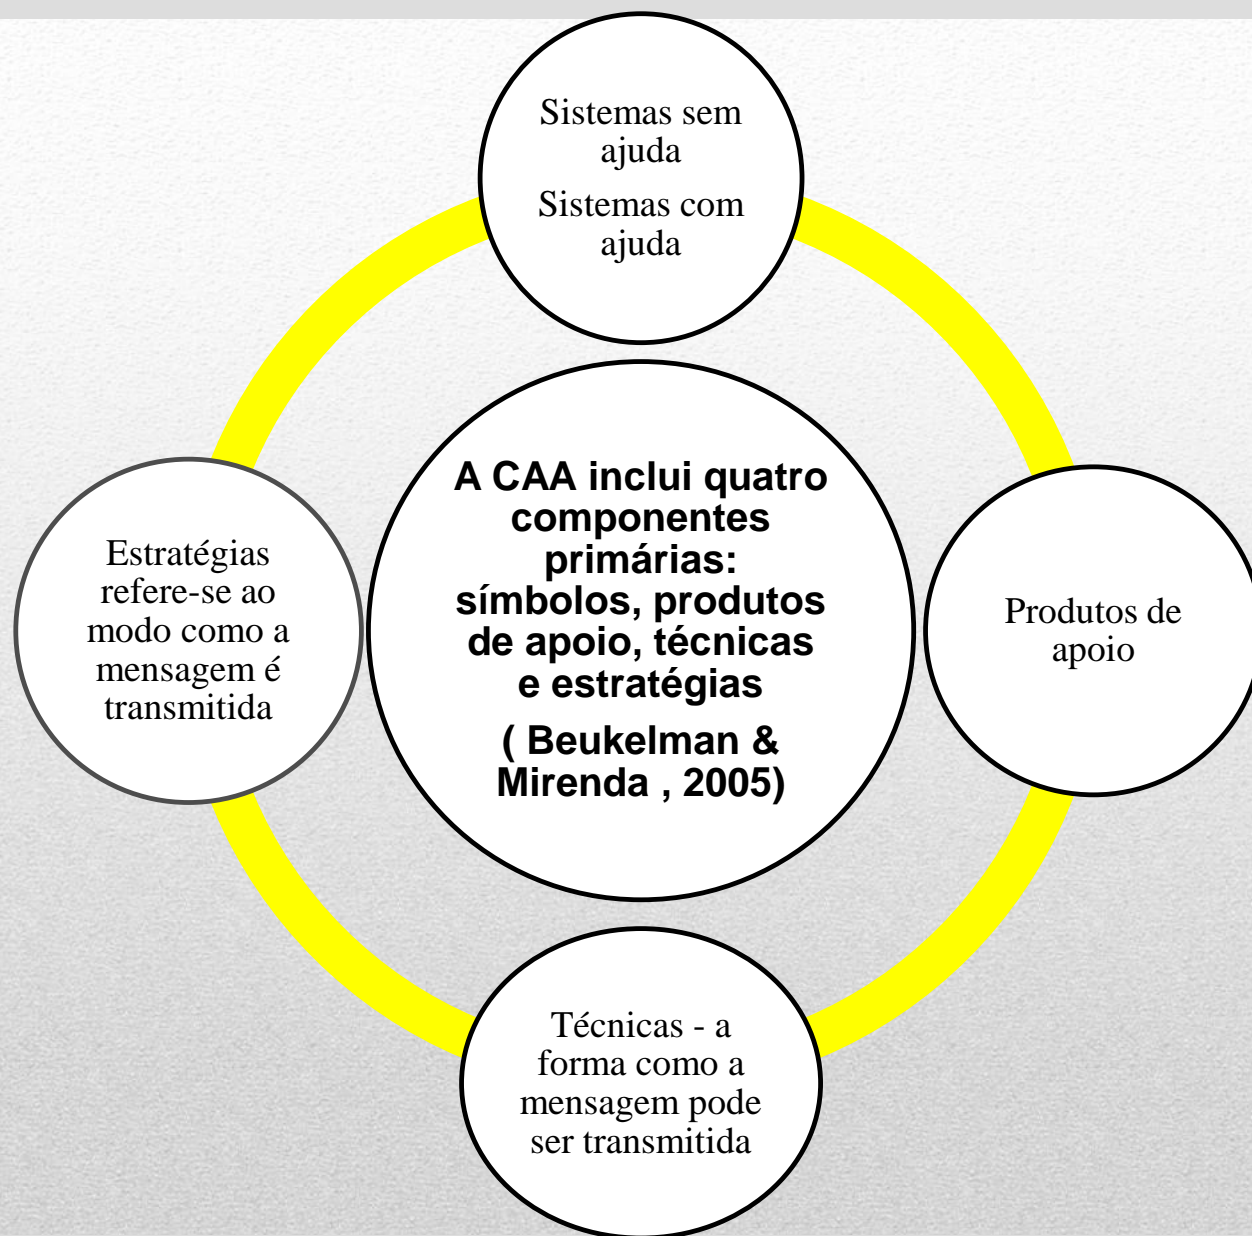 Sistemas sem
ajuda
Sistemas com
ajuda
A CAA inclui quatro
componentes
primárias:
símbolos, produtos
de apoio, técnicas
e estratégias
( Beukelman &
Mirenda , 2005)
Estratégias
refere-se ao
modo como a
mensagem é
transmitida
Produtos de
apoio
Técnicas - a
forma como a
mensagem pode
ser transmitida